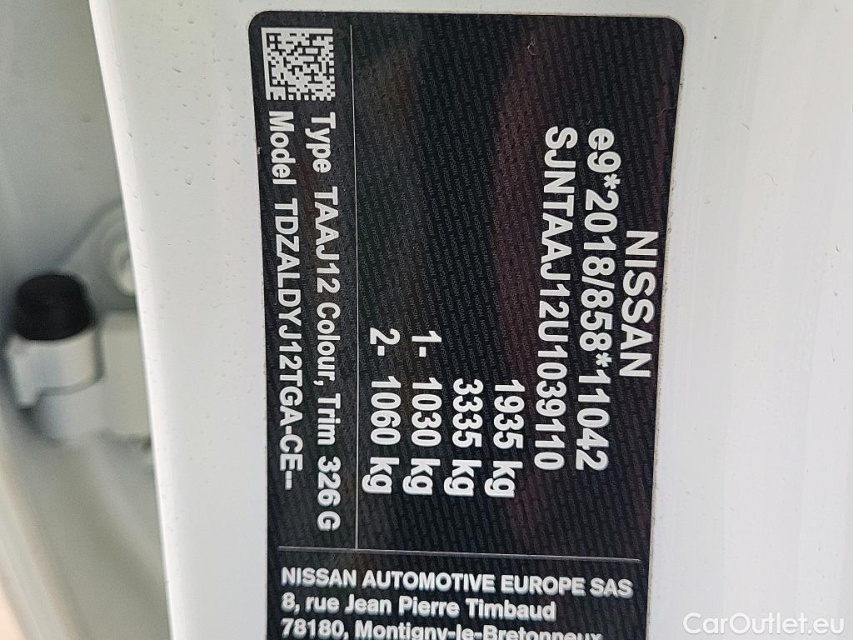 NISSAN
e9*2018/858*11042
SJNTAAJ12U1039110
1935 kg
3335 kg
1- 1030 kg
2- 1060 kg
Type TAAJ12 Colour, Trim 326 G
Model TDZALDYJ12TGA-CE--
NISSAN AUTOMOTIVE EUROPE SAS
8, rue Jean Pierre Timbaud
78180, Montigny-le-Bretonneux
CarOutlet.eu